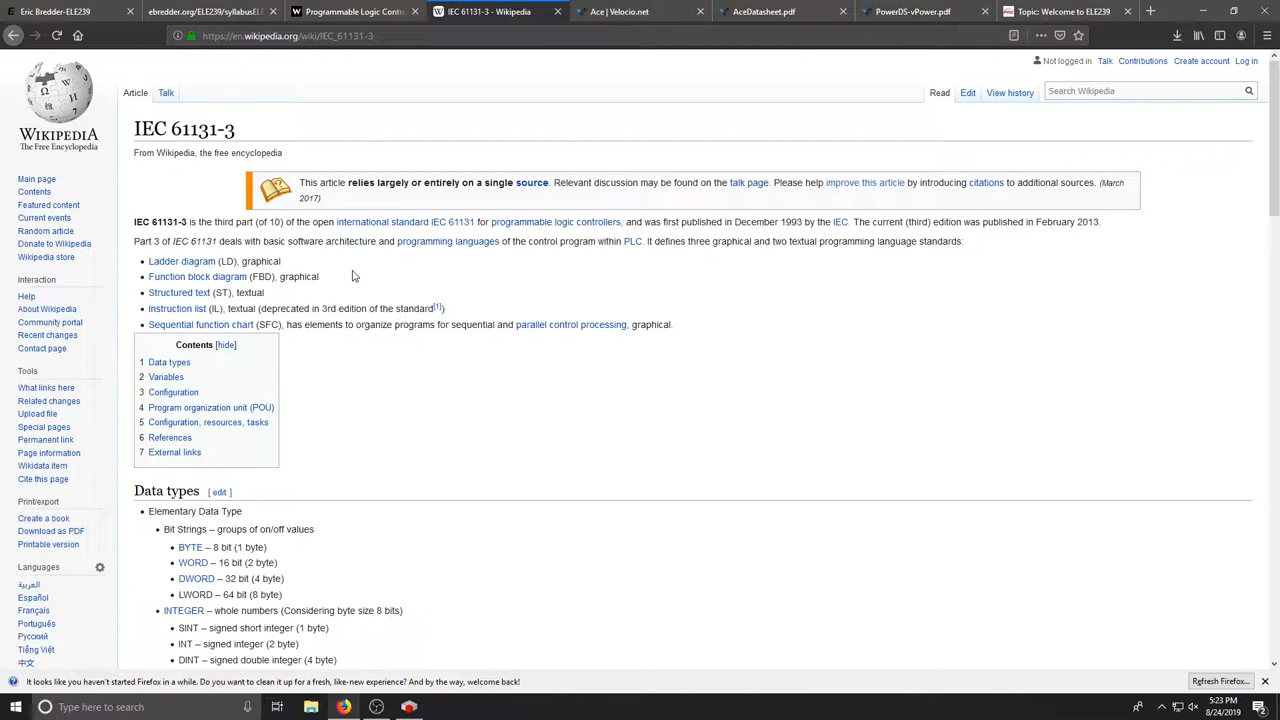 Eric Bredder - ELE239
ebredder.org/ELE239/syllabusEL
Programmable Logic Contr
IEC 61131-3 - Wikipedia
Ace | Velocio.net
AceDatasheet.pdf
PowerDS-vPower.pdf
Topic: Welcome to ELE239
https://en.wikipedia.org/wiki/IEC_61131-3
Not logged in Talk Contributions Create account Log in
Article Talk Read Edit View history Search Wikipedia
WIKIPEDIA
The Free Encyclopedia
IEC 61131-3
From Wikipedia, the free encyclopedia
This article relies largely or entirely on a single source. Relevant discussion may be found on the talk page. Please help improve this article by introducing citations to additional sources. (March
2017)
IEC 61131-3 is the third part (of 10) of the open international standard IEC 61131 for programmable logic controllers, and was first published in December 1993 by the IEC. The current (third) edition was published in February 2013.
Part 3 of IEC 61131 deals with basic software architecture and programming languages of the control program within PLC. It defines three graphical and two textual programming language standards:
• Ladder diagram (LD), graphical
• Function block diagram (FBD), graphical
• Structured text (ST), textual
• Instruction list (IL), textual (deprecated in 3rd edition of the standard[1])
• Sequential function chart (SFC), has elements to organize programs for sequential and parallel control processing, graphical.
Contents [hide]
1 Data types
2 Variables
3 Configuration
4 Program organization unit (POU)
5 Configuration, resources, tasks
6 References
7 External links
Data types [ edit ]
• Elementary Data Type
• Bit Strings – groups of on/off values
• BYTE – 8 bit (1 byte)
• WORD – 16 bit (2 byte)
• DWORD – 32 bit (4 byte)
• LWORD – 64 bit (8 byte)
• INTEGER – whole numbers (Considering byte size 8 bits)
• SINT – signed short integer (1 byte)
• INT – signed integer (2 byte)
• DINT – signed double integer (4 byte)
Main page
Contents
Featured content
Current events
Random article
Donate to Wikipedia
Wikipedia store
Interaction
Help
About Wikipedia
Community portal
Recent changes
Contact page
Tools
What links here
Related changes
Upload file
Special pages
Permanent link
Page information
Wikidata item
Cite this page
Print/export
Create a book
Download as PDF
Printable version
Languages
العربية
Español
Français
Português
Русский
Tiếng Việt
中文
It looks like you haven't started Firefox in a while. Do you want to clean it up for a fresh, like-new experience? And by the way, welcome back!
Refresh Firefox...
Type here to search
5:23 PM
8/24/2019
2